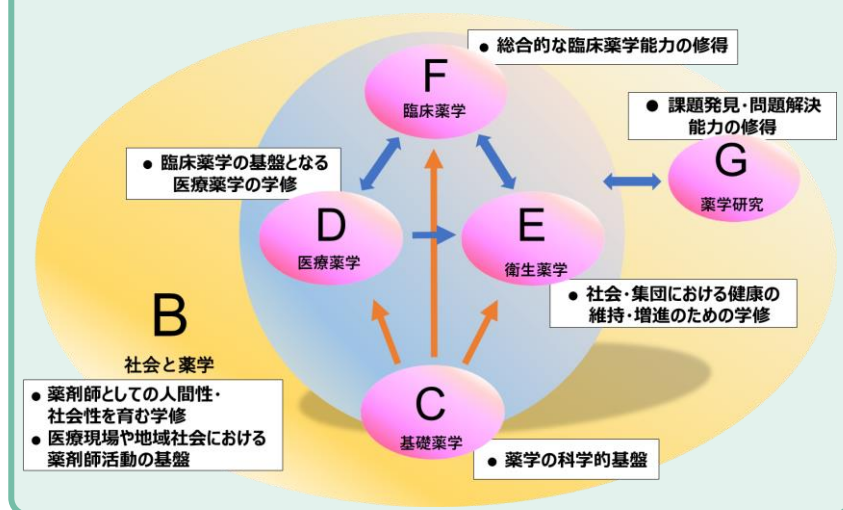 ● 総合的な臨床薬学能力の修得
F
臨床薬学
● 課題発見・問題解決
能力の修得
G
薬学研究
● 臨床薬学の基盤となる
医療薬学の学修
D
医療薬学
E
衛生薬学
● 社会・集団における健康の
維持・増進のための学修
B
社会と薬学
● 薬剤師としての人間性・
社会性を育む学修
● 医療現場や地域社会における
薬剤師活動の基盤
C
基礎薬学
● 薬学の科学的基盤